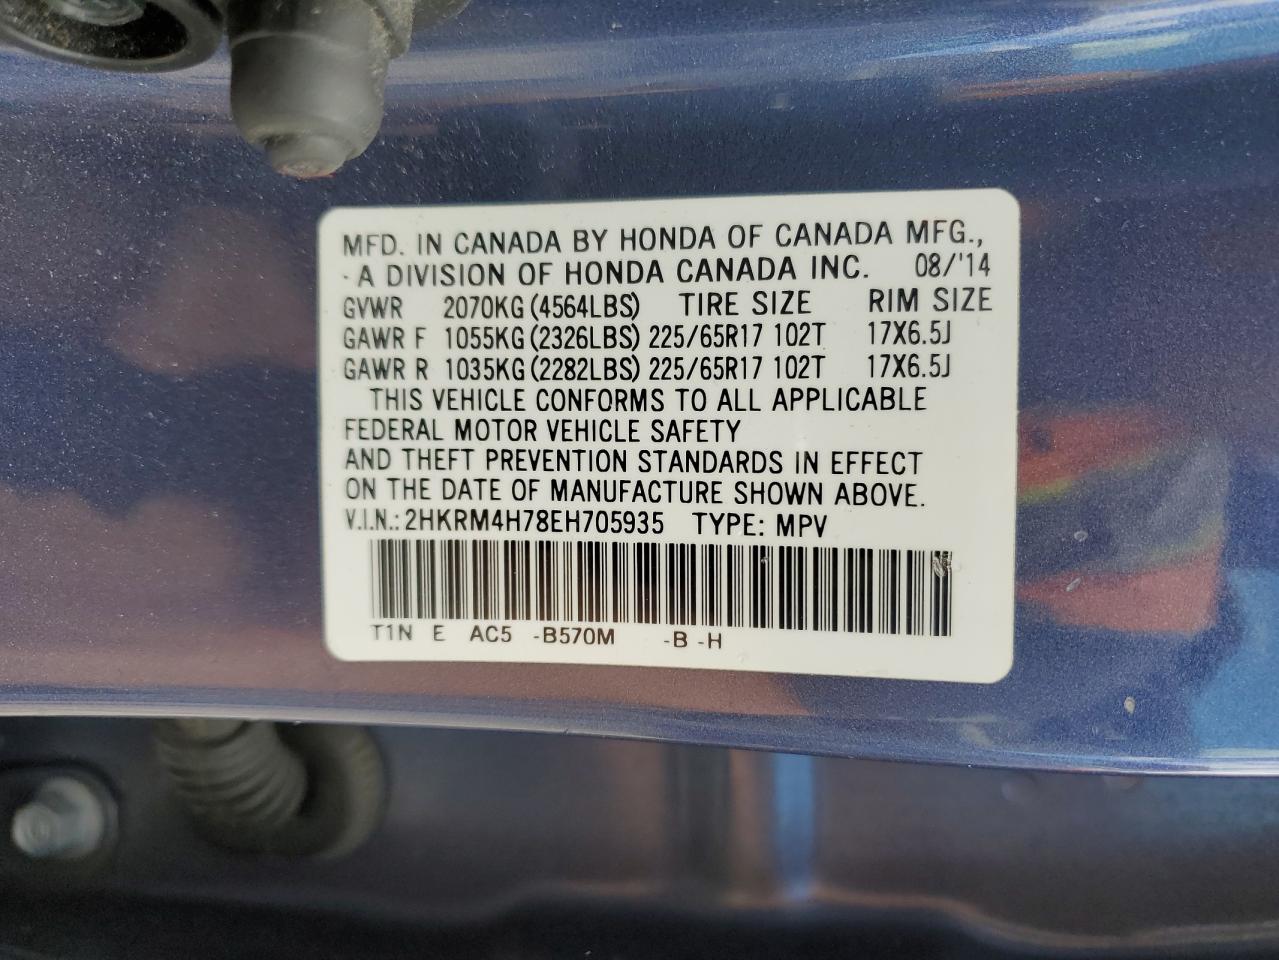 MFD. IN CANADA BY HONDA OF CANADA MFG.,
A DIVISION OF HONDA CANADA INC. 08/'14
GVWR 2070KG (4564LBS) TIRE SIZE RIM SIZE
GAWR F 1055KG (2326LBS) 225/65R17 102T 17X6.5J
GAWR R 1035KG (2282LBS) 225/65R17 102T 17X6.5J
THIS VEHICLE CONFORMS TO ALL APPLICABLE
FEDERAL MOTOR VEHICLE SAFETY
AND THEFT PREVENTION STANDARDS IN EFFECT
ON THE DATE OF MANUFACTURE SHOWN ABOVE.
V.I.N.: 2HKRM4H78EH705935 TYPE: MPV
T1N E AC5 -B570M -B -H